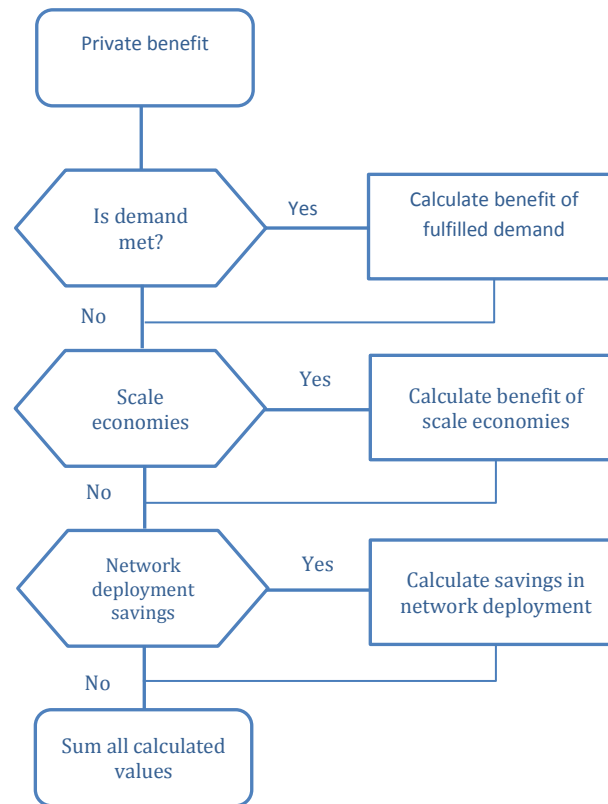 Private benefit
Is demand
met?
Yes
Calculate benefit of
fulfilled demand
No
Scale
economies
Yes
Calculate benefit of
scale economies
No
Network
deployment
savings
Yes
Calculate savings in
network deployment
No
Sum all calculated
values